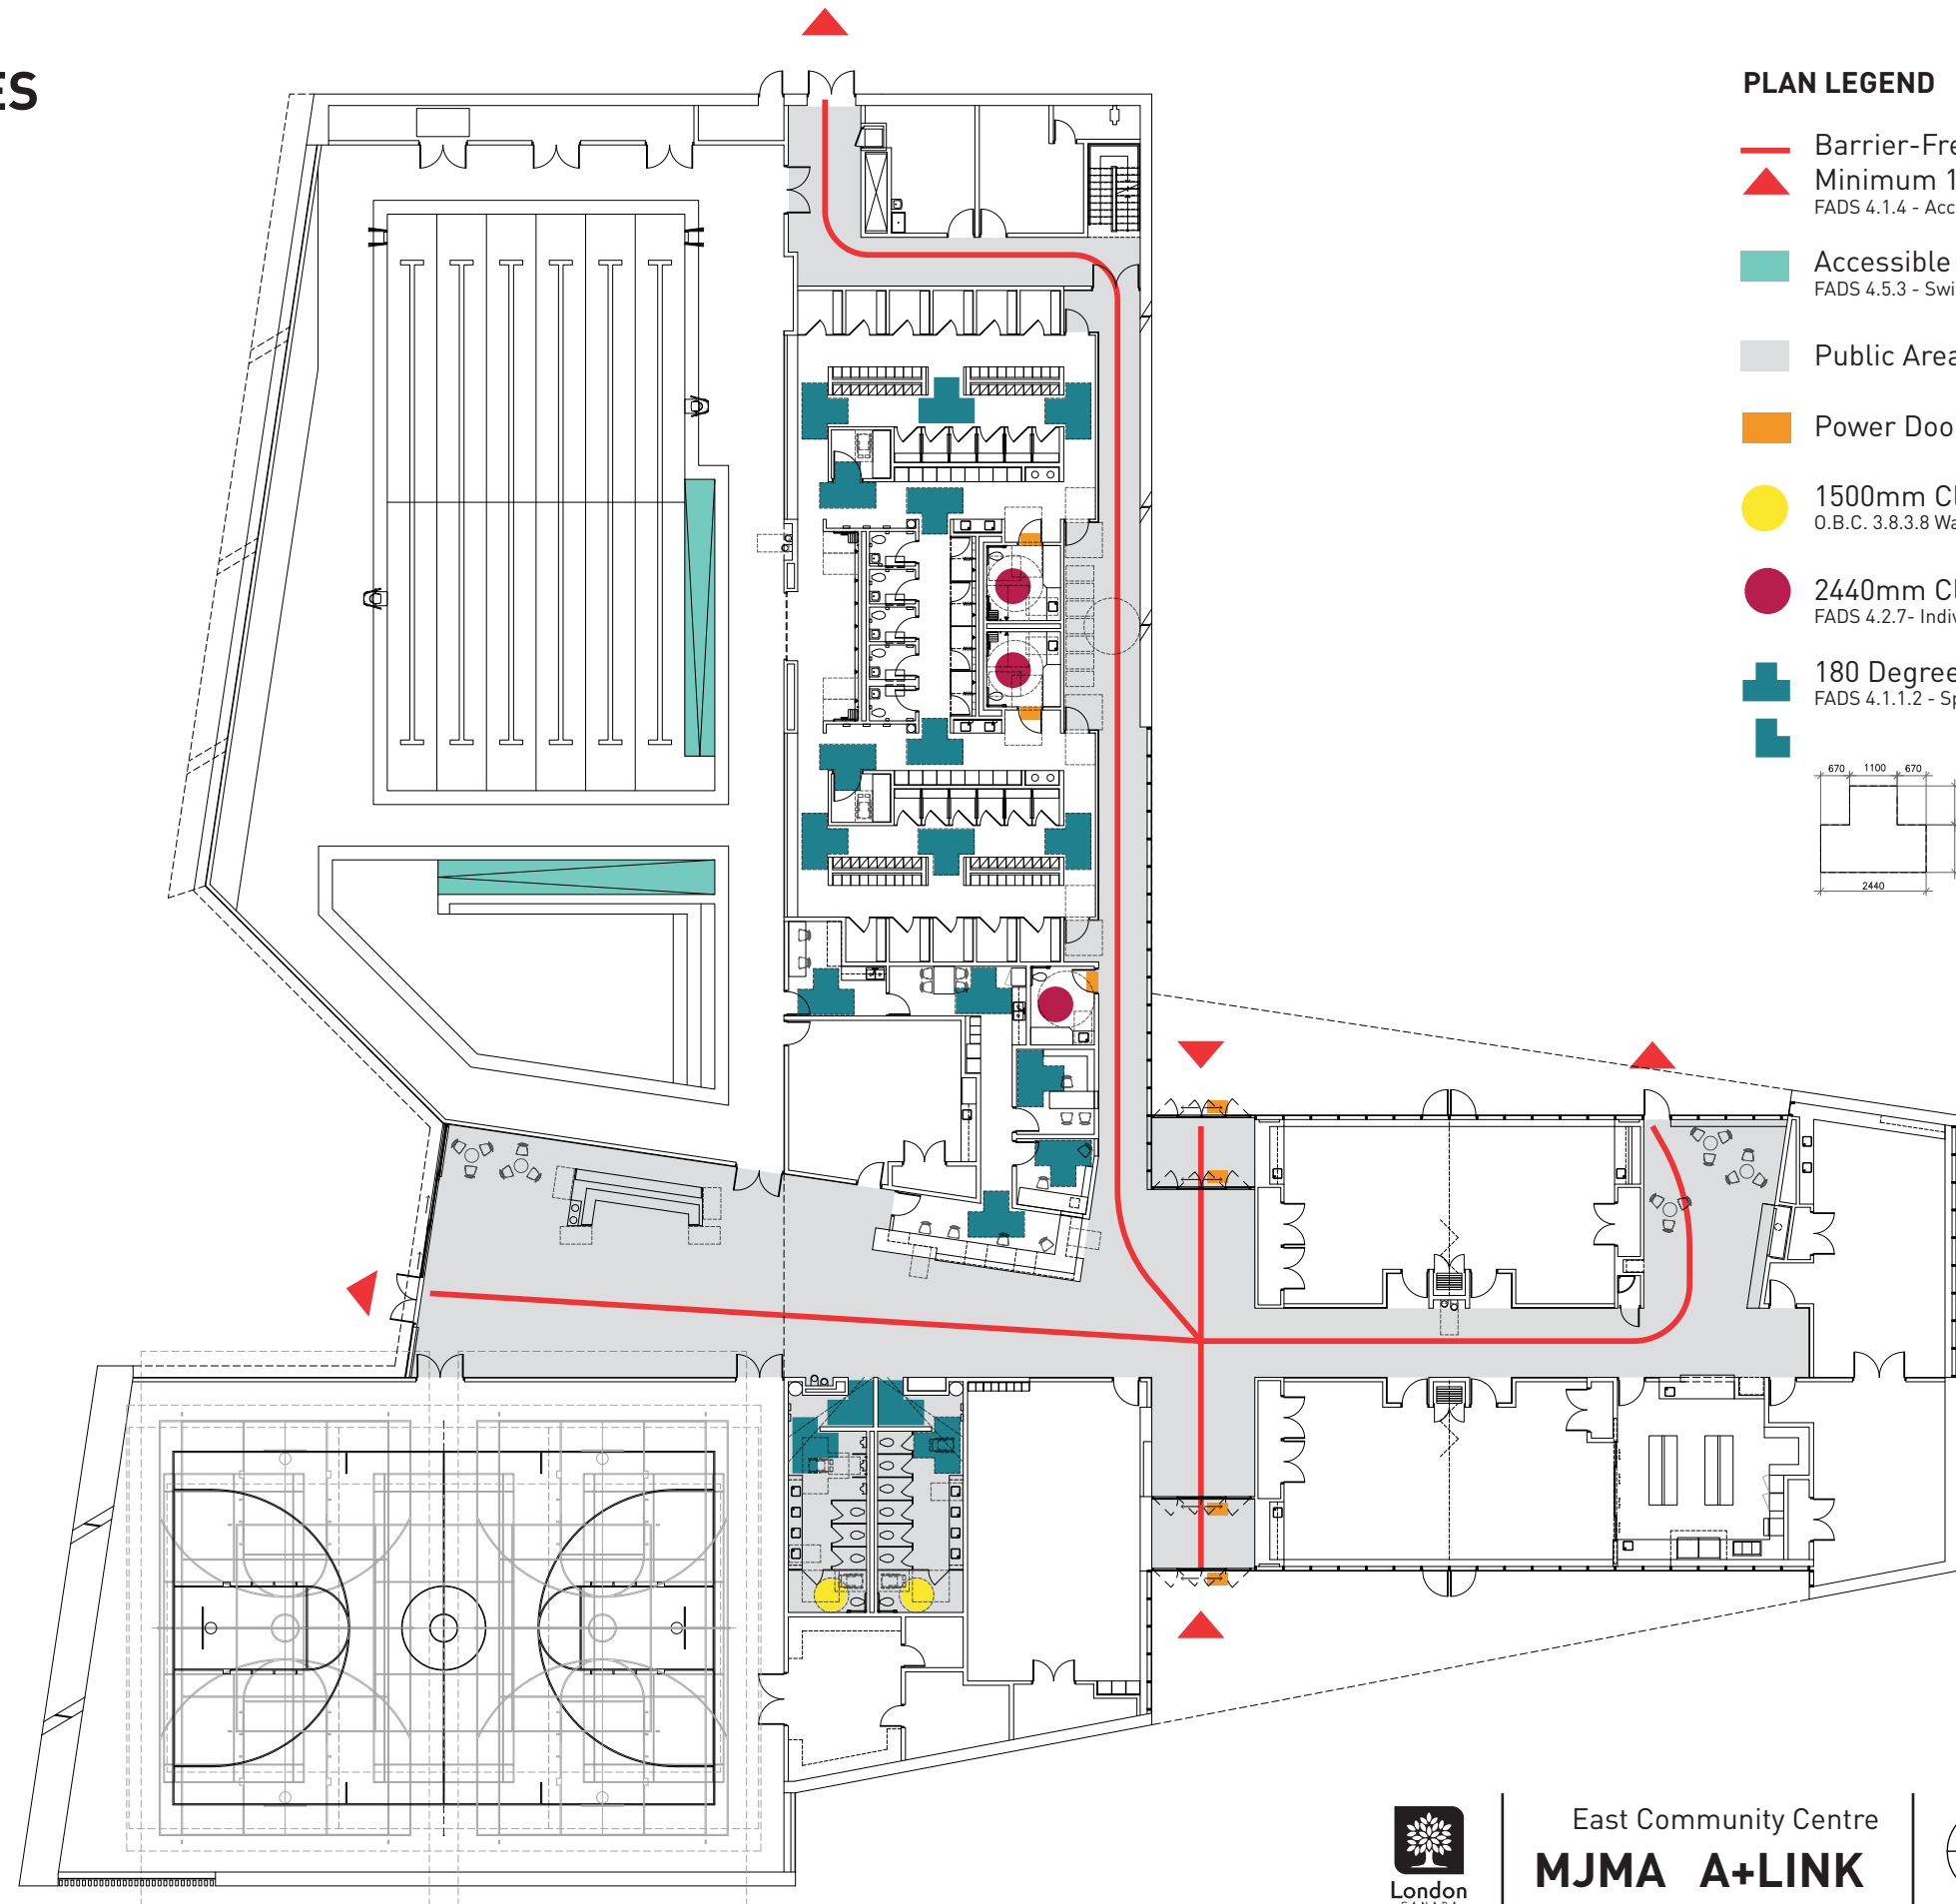 ES
PLAN LEGEND
Barrier-Fre
Minimum 1
FADS 4.1.4 - Acc
Accessible
FADS 4.5.3 - Swi
Public Area
Power Doo
1500mm Cl
O.B.C. 3.8.3.8 Wa
2440mm Cl
FADS 4.2.7- Indiv
180 Degree
FADS 4.1.1.2 - Sp
670 1100 670
2440
East Community Centre
MJMA A+LINK
London
CANADA